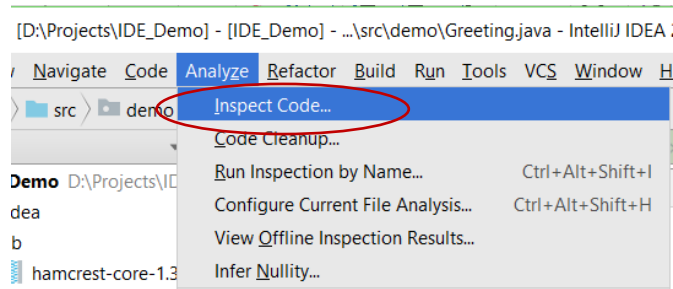 [D:\Projects\IDE_Demo] - [IDE_Demo] - ...\src\demo\Greeting.java - IntelliJ IDEA 2
Navigate Code Analyze Refactor Build Run Tools VCS Window H
src demo
Inspect Code...
Code Cleanup...
Demo D:\Projects\ID
Run Inspection by Name... Ctrl+Alt+Shift+I
dea
Configure Current File Analysis... Ctrl+Alt+Shift+H
b
View Offline Inspection Results...
hamcrest-core-1.3
Infer Nullity...